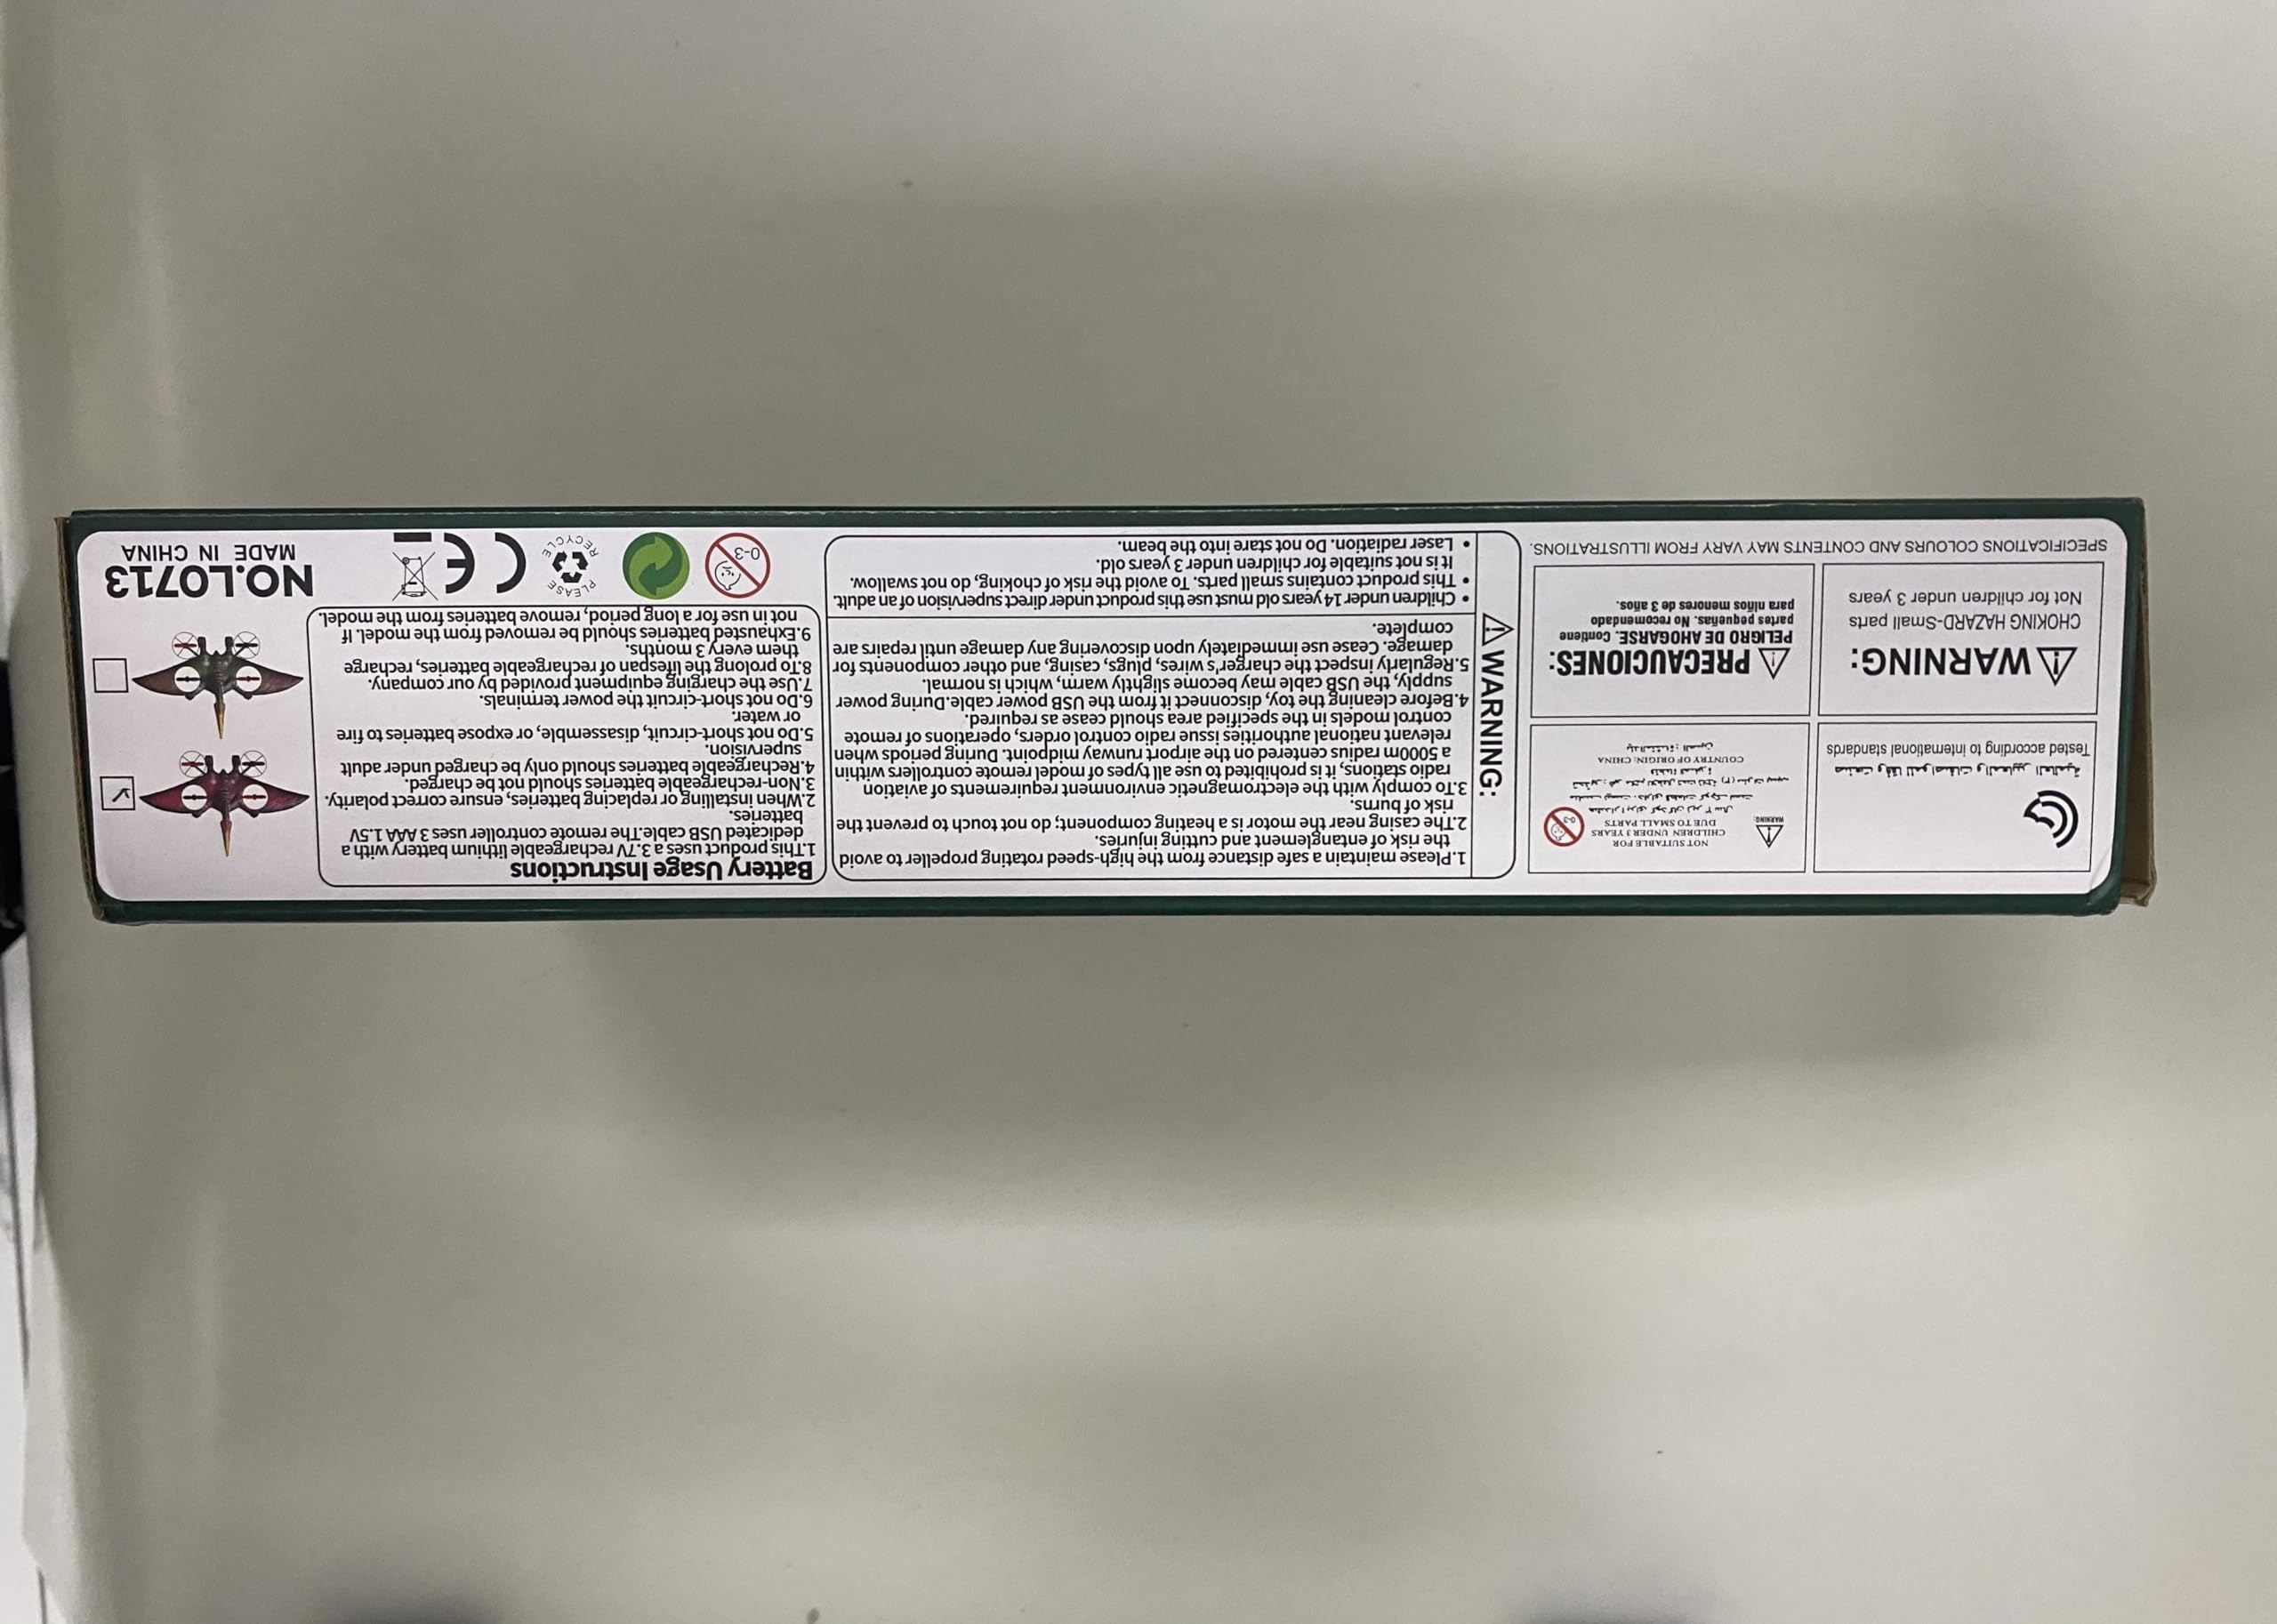 Tested according to international standards
WARNING:
NOT SUITABLE FOR
CHILDREN UNDER 3 YEARS
DUE TO SMALL PARTS
0-3
COUNTRY OF ORIGIN: CHINA
WARNING:
CHOKING HAZARD-Small parts
Not for children under 3 years
PRECAUCIONES:
PELIGRO DE AHOGARSE. Contiene
partes pequeñas. No recomendado
para niños menores de 3 años.
SPECIFICATIONS COLOURS AND CONTENTS MAY VARY FROM ILLUSTRATIONS.
WARNING:
1.Please maintain a safe distance from the high-speed rotating propeller to avoid
the risk of entanglement and cutting injuries.
2.The casing near the motor is a heating component; do not touch to prevent the
risk of burns.
3.To comply with the electromagnetic environment requirements of aviation
radio stations, it is prohibited to use all types of model remote controllers within
a 5000m radius centered on the airport runway midpoint. During periods when
relevant national authorities issue radio control orders, operations of remote
control models in the specified area should cease as required.
4.Before cleaning the toy, disconnect it from the USB power cable.During power
supply, the USB cable may become slightly warm, which is normal.
5.Regularly inspect the charger's wires, plugs, casing, and other components for
damage. Cease use immediately upon discovering any damage until repairs are
complete.
• Children under 14 years old must use this product under direct supervision of an adult.
• This product contains small parts. To avoid the risk of choking, do not swallow.
It is not suitable for children under 3 years old.
• Laser radiation. Do not stare into the beam.
Battery Usage Instructions
1.This product uses a 3.7V rechargeable lithium battery with a
dedicated USB cable.The remote controller uses 3 AAA 1.5V
batteries.
2.When installing or replacing batteries, ensure correct polarity.
3.Non-rechargeable batteries should not be charged.
4.Rechargeable batteries should only be charged under adult
supervision.
5.Do not short-circuit, disassemble, or expose batteries to fire
or water.
6.Do not short-circuit the power terminals.
7.Use the charging equipment provided by our company.
8.To prolong the lifespan of rechargeable batteries, recharge
them every 3 months.
9.Exhausted batteries should be removed from the model. If
not in use for a long period, remove batteries from the model.
0-3
PLEASE RECYCLE
CE
NO.L0713
MADE IN CHINA